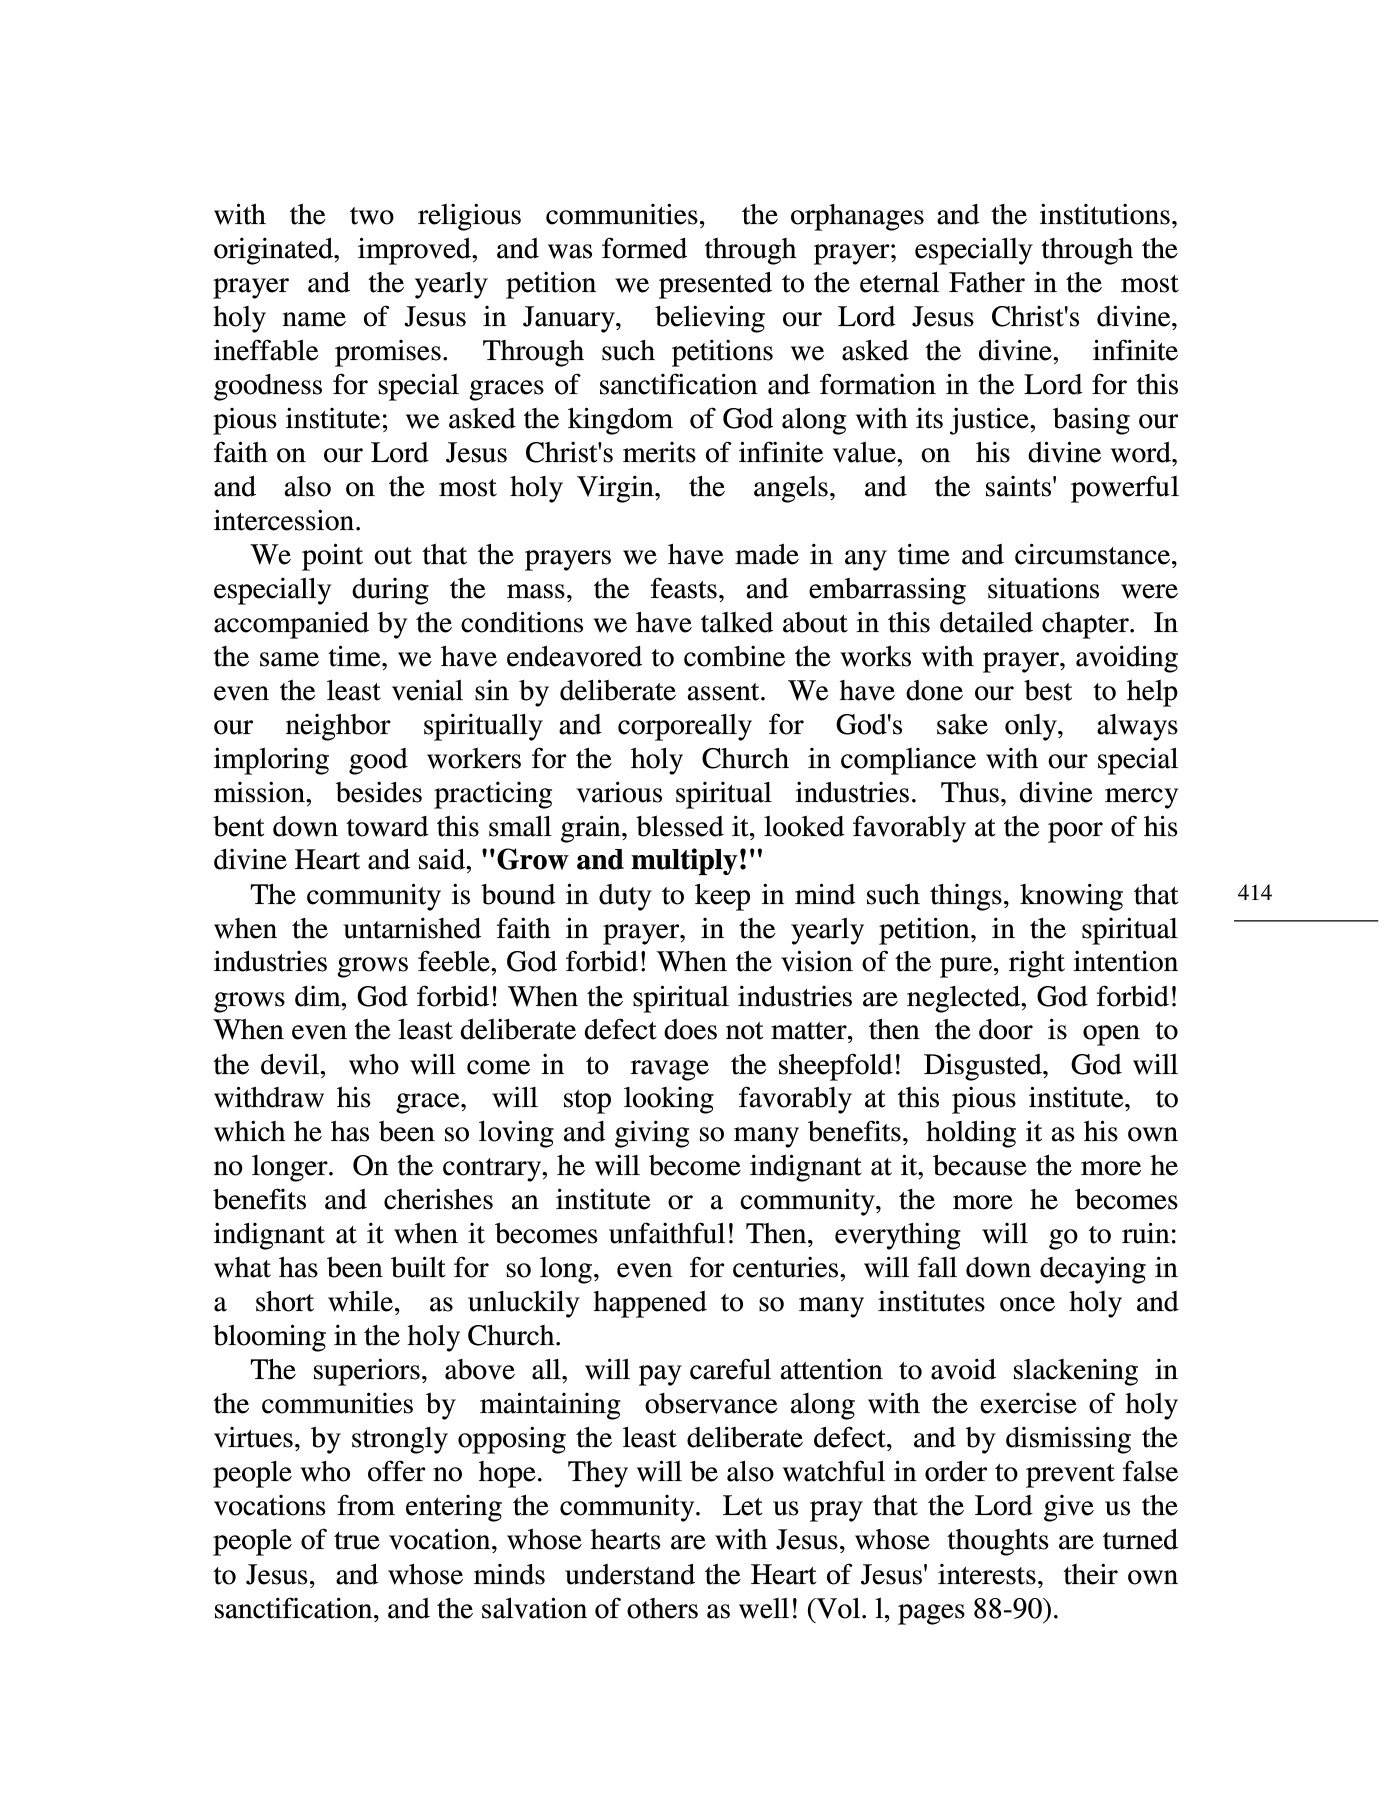 with the two religious communities, the orphanages and the institutions,
originated, improved, and was formed through prayer; especially through the
prayer and the yearly petition we presented to the eternal Father in the most
holy name of Jesus in January, believing our Lord Jesus Christ's divine,
ineffable promises. Through such petitions we asked the divine, infinite
goodness for special graces of sanctification and formation in the Lord for this
pious institute; we asked the kingdom of God along with its justice, basing our
faith on our Lord Jesus Christ's merits of infinite value, on his divine word,
and also on the most holy Virgin, the angels, and the saints' powerful
intercession.
We point out that the prayers we have made in any time and circumstance,
especially during the mass, the feasts, and embarrassing situations were
accompanied by the conditions we have talked about in this detailed chapter. In
the same time, we have endeavored to combine the works with prayer, avoiding
even the least venial sin by deliberate assent. We have done our best to help
our neighbor spiritually and corporeally for God's sake only, always
imploring good workers for the holy Church in compliance with our special
mission, besides practicing various spiritual industries. Thus, divine mercy
bent down toward this small grain, blessed it, looked favorably at the poor of his
divine Heart and said, "Grow and multiply!"
The community is bound in duty to keep in mind such things, knowing that
when the untarnished faith in prayer, in the yearly petition, in the spiritual
industries grows feeble, God forbid! When the vision of the pure, right intention
grows dim, God forbid! When the spiritual industries are neglected, God forbid!
When even the least deliberate defect does not matter, then the door is open to
the devil, who will come in to ravage the sheepfold! Disgusted, God will
withdraw his grace, will stop looking favorably at this pious institute, to
which he has been so loving and giving so many benefits, holding it as his own
no longer. On the contrary, he will become indignant at it, because the more he
benefits and cherishes an institute or a community, the more he becomes
indignant at it when it becomes unfaithful! Then, everything will go to ruin:
what has been built for so long, even for centuries, will fall down decaying in
a short while, as unluckily happened to so many institutes once holy and
blooming in the holy Church.
The superiors, above all, will pay careful attention to avoid slackening in
the communities by maintaining observance along with the exercise of holy
virtues, by strongly opposing the least deliberate defect, and by dismissing the
people who offer no hope. They will be also watchful in order to prevent false
vocations from entering the community. Let us pray that the Lord give us the
people of true vocation, whose hearts are with Jesus, whose thoughts are turned
to Jesus, and whose minds understand the Heart of Jesus' interests, their own
sanctification, and the salvation of others as well! (Vol. l, pages 88-90).
414